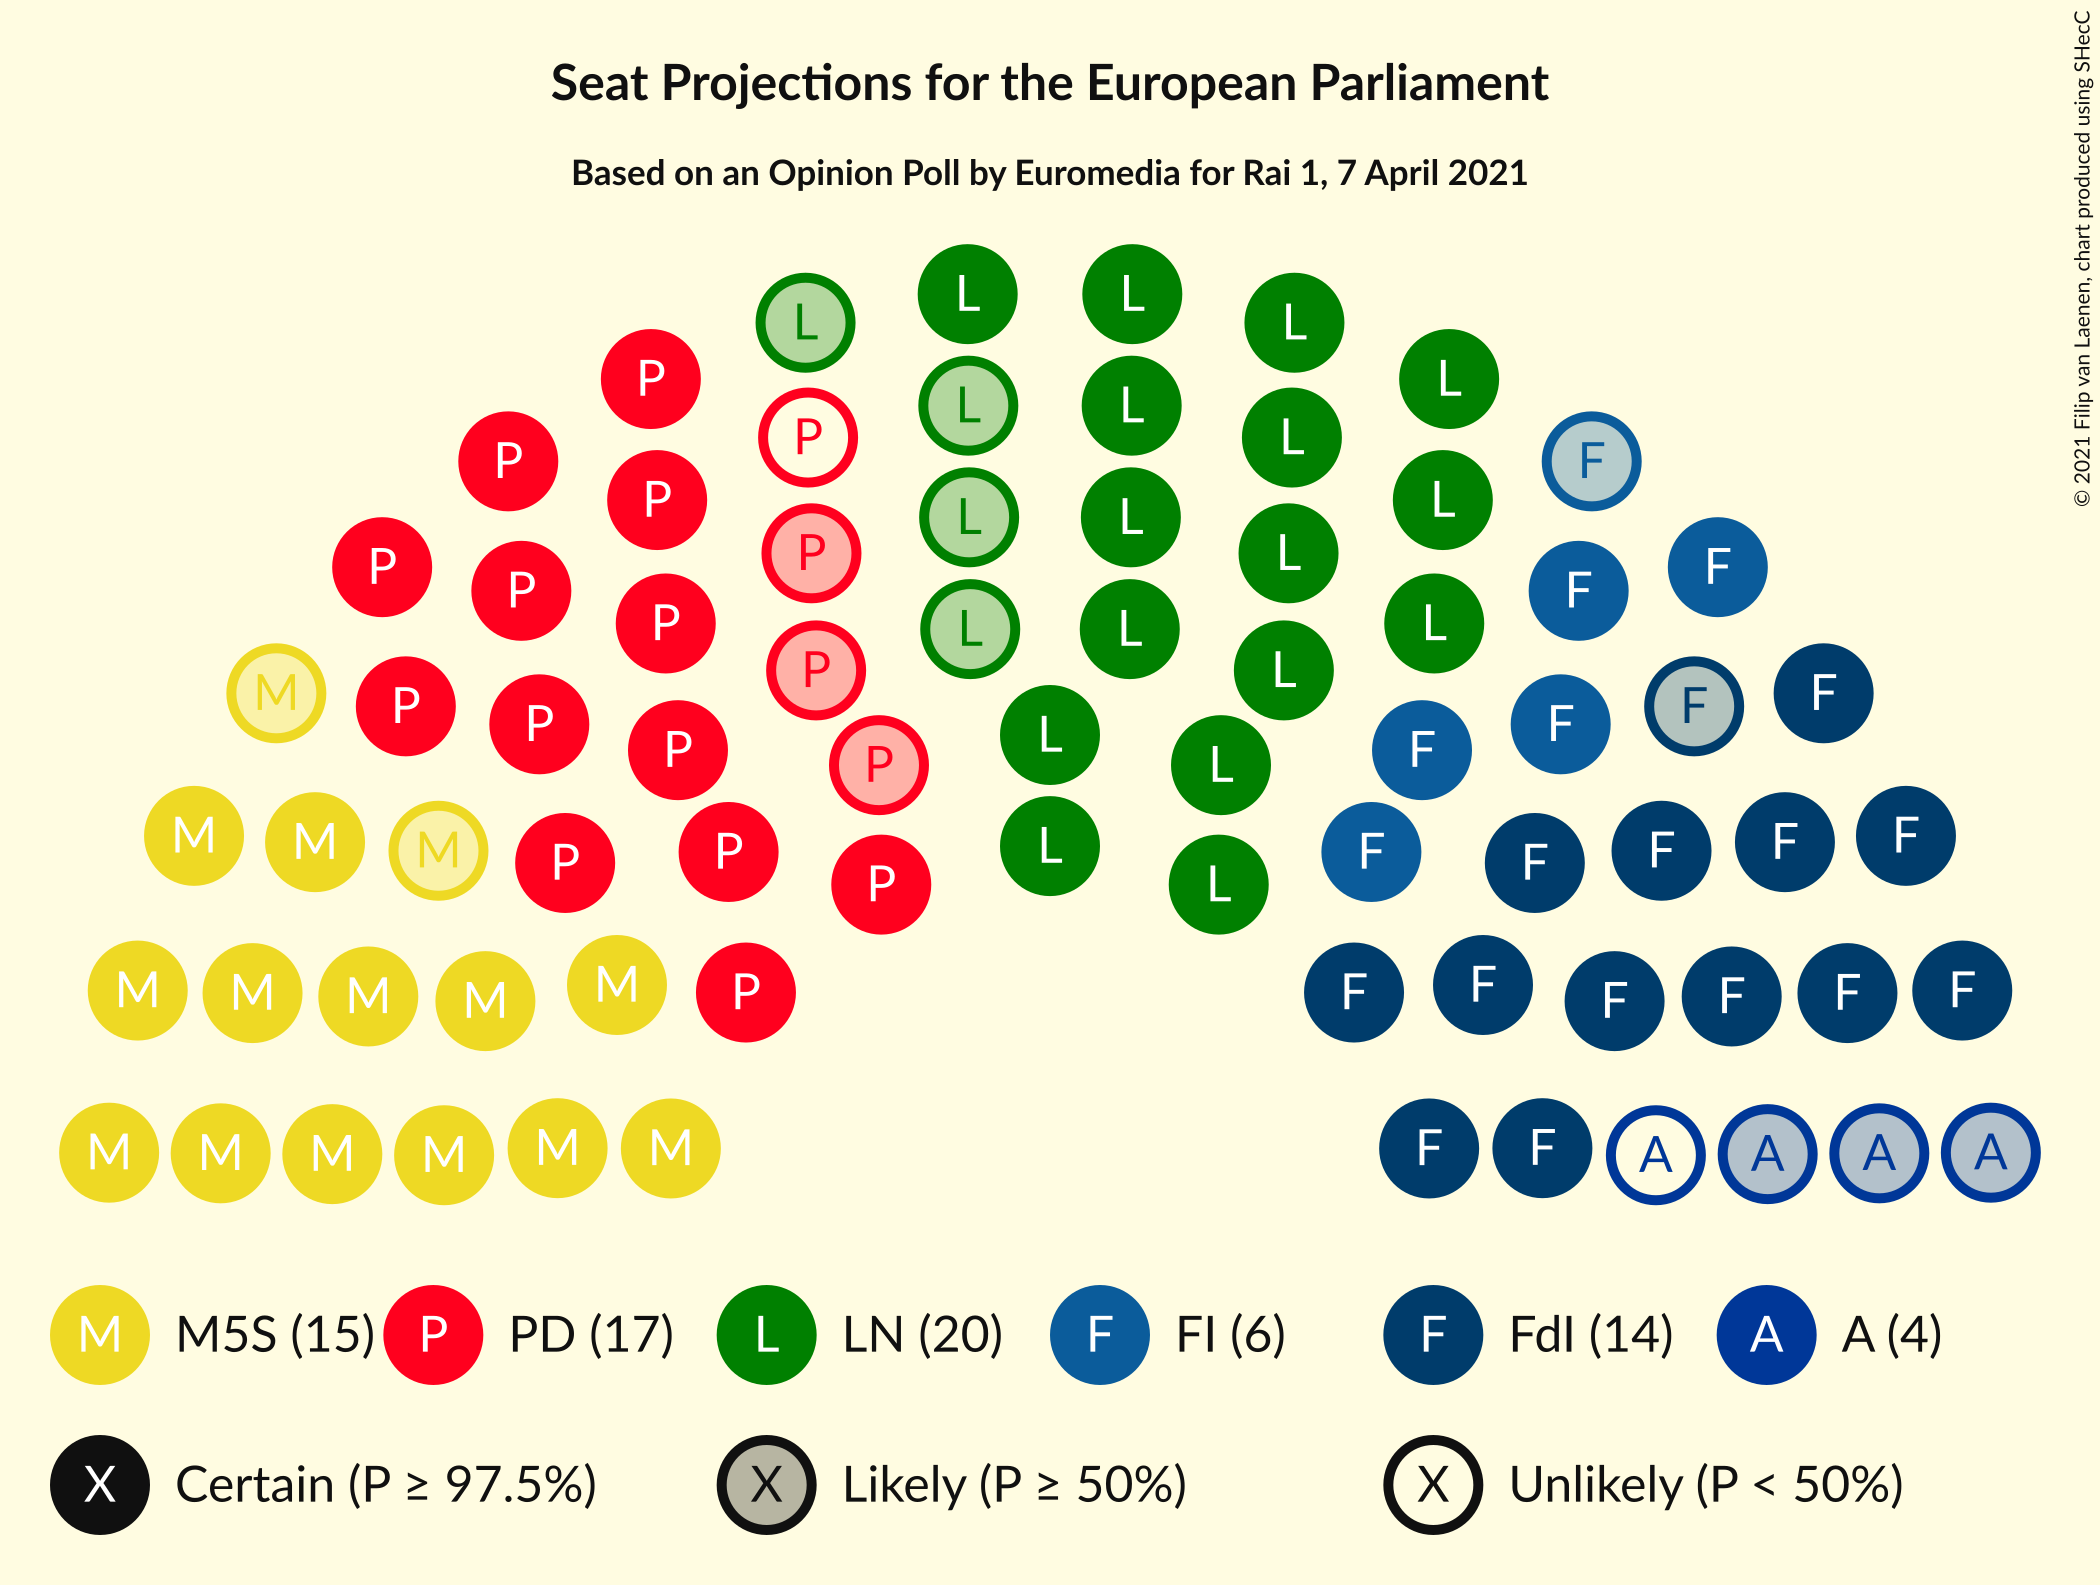 Seat Projections for the European Parliament
Based on an Opinion Poll by Euromedia for Rai 1, 7 April 2021
© 2021 Filip van Laenen, chart produced using SHecC
L L
L L
P L L L
L L
P P L
P F
P P L
L L
P L
P F
P F
P L
L L
P F
P L
M F
P F
P F
P F
L
P L
M F
M F
L
M F
P F
P F
P L
M F
P F
M F
M F
M F
M F
M M M M M M F F A A A A
M M5S (15) P PD (17) L LN (20) F FI (6) F FdI (14) A A (4)
X Certain (P ≥ 97.5%) X Likely (P ≥ 50%) X Unlikely (P < 50%)